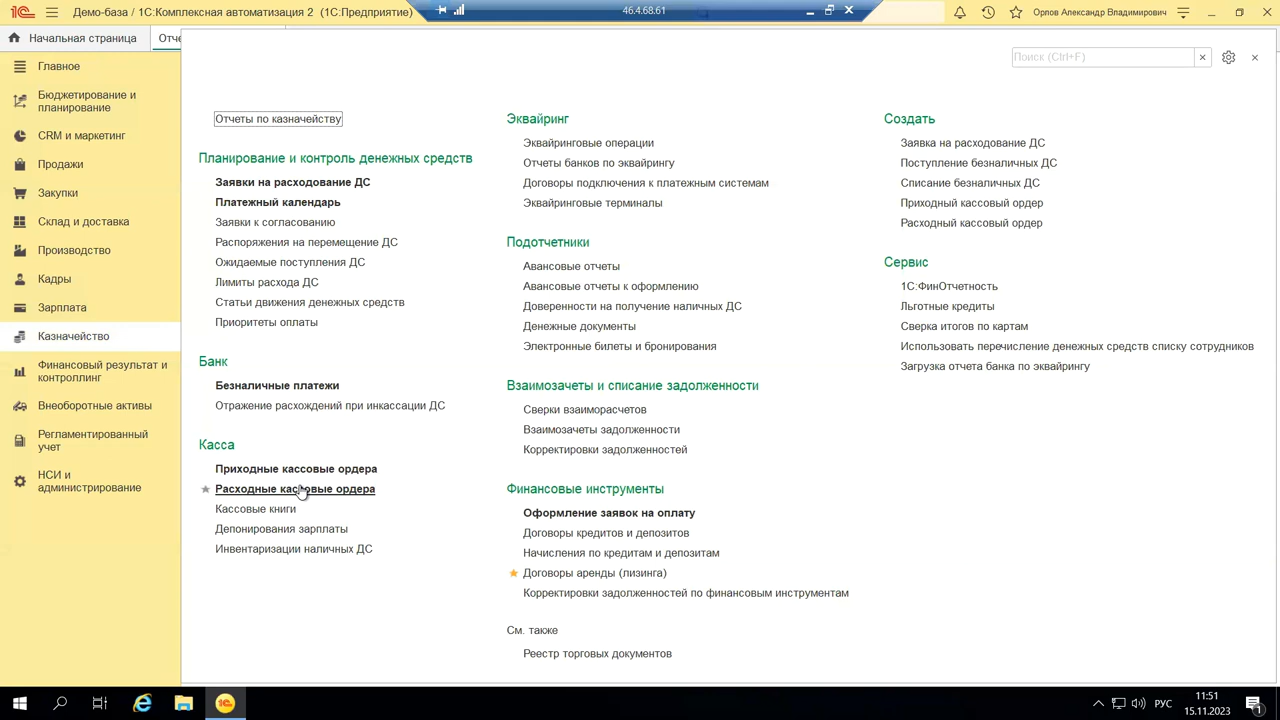 Демо-база / 1С:Комплексная автоматизация 2 (1С:Предприятие)
46.4.68.61
Орлов Александр Владимирович
Начальная страница
Отче
Поиск (Ctrl+F)
Главное
Бюджетирование и
планирование
CRM и маркетинг
Продажи
Закупки
Склад и доставка
Производство
Кадры
Зарплата
Казначейство
Финансовый результат и
контроллинг
Внеоборотные активы
Регламентированный
учет
НСИ и
администрирование
Отчеты по казначейству
Планирование и контроль денежных средств
Заявки на расходование ДС
Платежный календарь
Заявки к согласованию
Распоряжения на перемещение ДС
Ожидаемые поступления ДС
Лимиты расхода ДС
Статьи движения денежных средств
Приоритеты оплаты
Банк
Безналичные платежи
Отражение расхождений при инкассации ДС
Касса
Приходные кассовые ордера
Расходные кассовые ордера
Кассовые книги
Депонирования зарплаты
Инвентаризации наличных ДС
Эквайринг
Эквайринговые операции
Отчеты банков по эквайрингу
Договоры подключения к платежным системам
Эквайринговые терминалы
Подотчетники
Авансовые отчеты
Авансовые отчеты к оформлению
Доверенности на получение наличных ДС
Денежные документы
Электронные билеты и бронирования
Взаимозачеты и списание задолженности
Сверки взаиморасчетов
Взаимозачеты задолженности
Корректировки задолженностей
Финансовые инструменты
Оформление заявок на оплату
Договоры кредитов и депозитов
Начисления по кредитам и депозитам
Договоры аренды (лизинга)
Корректировки задолженностей по финансовым инструментам
См. также
Реестр торговых документов
Создать
Заявка на расходование ДС
Поступление безналичных ДС
Списание безналичных ДС
Приходный кассовый ордер
Расходный кассовый ордер
Сервис
1С:ФинОтчетность
Льготные кредиты
Сверка итогов по картам
Использовать перечисление денежных средств списку сотрудников
Загрузка отчета банка по эквайрингу
РУС
11:51
15.11.2023
1